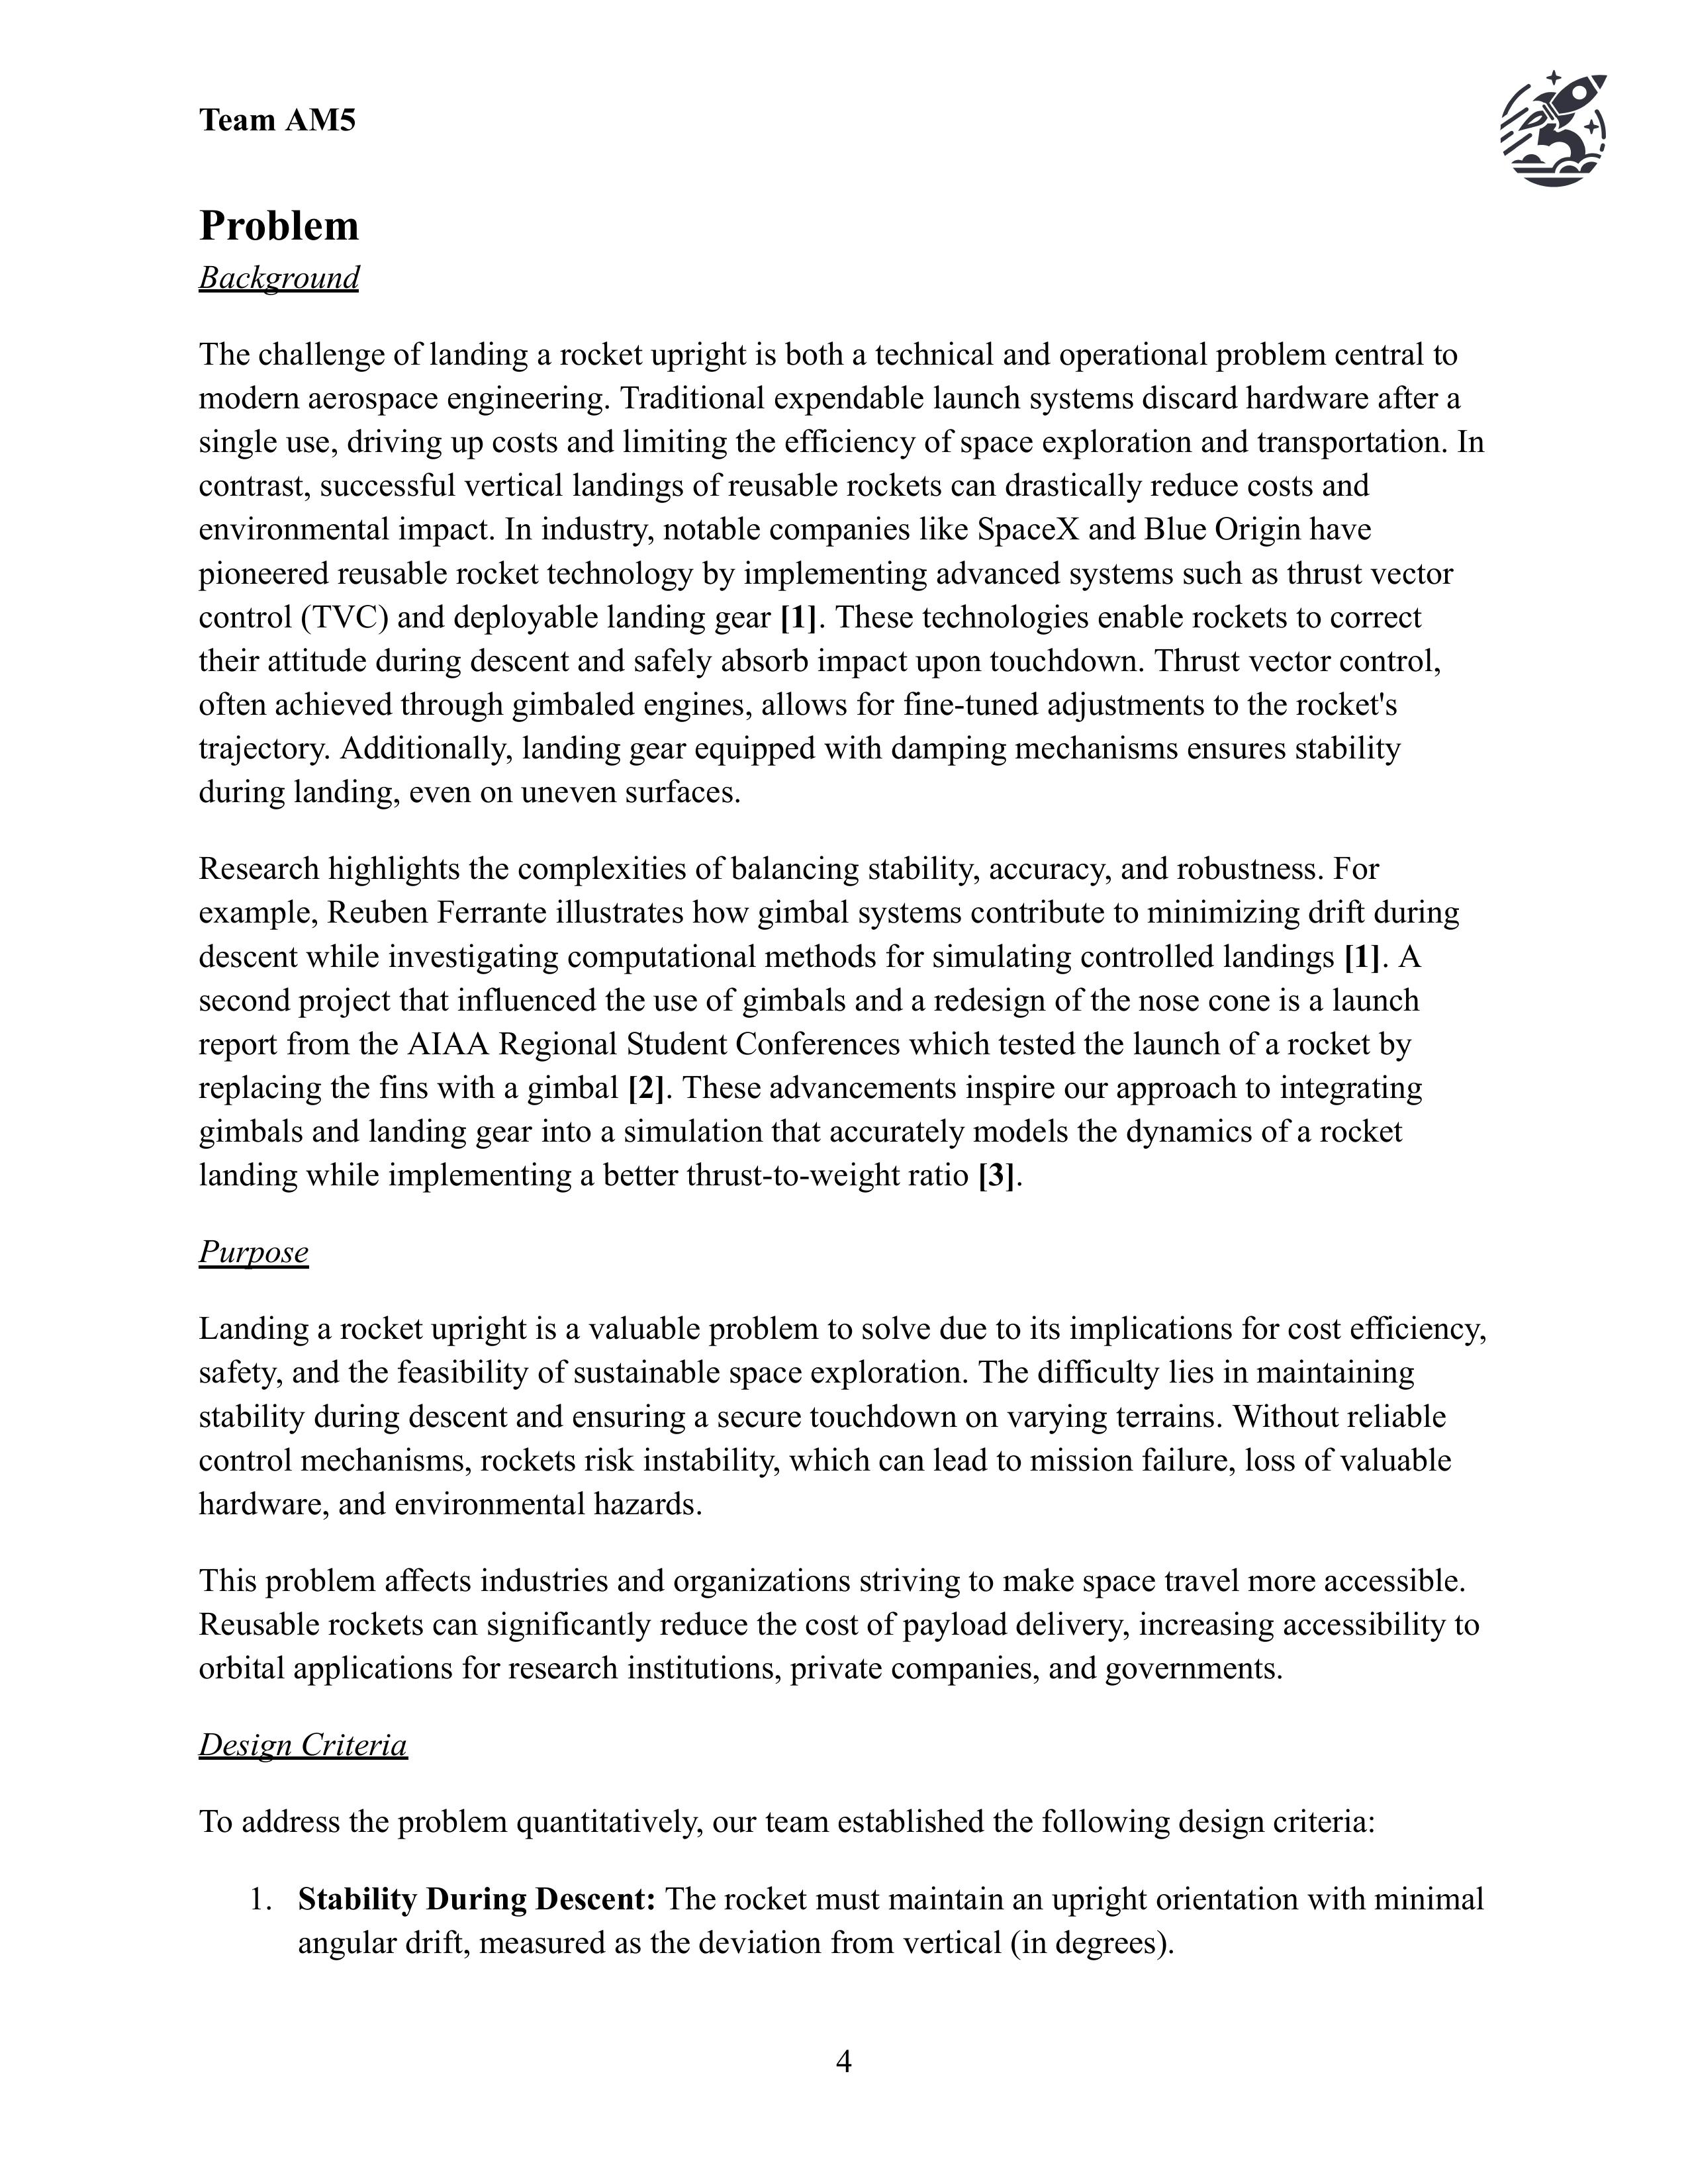 Team AM5
5
Problem
Background
The challenge of landing a rocket upright is both a technical and operational problem central to
modern aerospace engineering. Traditional expendable launch systems discard hardware after a
single use, driving up costs and limiting the efficiency of space exploration and transportation. In
contrast, successful vertical landings of reusable rockets can drastically reduce costs and
environmental impact. In industry, notable companies like SpaceX and Blue Origin have
pioneered reusable rocket technology by implementing advanced systems such as thrust vector
control (TVC) and deployable landing gear [1]. These technologies enable rockets to correct
their attitude during descent and safely absorb impact upon touchdown. Thrust vector control,
often achieved through gimbaled engines, allows for fine-tuned adjustments to the rocket's
trajectory. Additionally, landing gear equipped with damping mechanisms ensures stability
during landing, even on uneven surfaces.
Research highlights the complexities of balancing stability, accuracy, and robustness. For
example, Reuben Ferrante illustrates how gimbal systems contribute to minimizing drift during
descent while investigating computational methods for simulating controlled landings [1]. A
second project that influenced the use of gimbals and a redesign of the nose cone is a launch
report from the AIAA Regional Student Conferences which tested the launch of a rocket by
replacing the fins with a gimbal [2]. These advancements inspire our approach to integrating
gimbals and landing gear into a simulation that accurately models the dynamics of a rocket
landing while implementing a better thrust-to-weight ratio [3].
Purpose
Landing a rocket upright is a valuable problem to solve due to its implications for cost efficiency,
safety, and the feasibility of sustainable space exploration. The difficulty lies in maintaining
stability during descent and ensuring a secure touchdown on varying terrains. Without reliable
control mechanisms, rockets risk instability, which can lead to mission failure, loss of valuable
hardware, and environmental hazards.
This problem affects industries and organizations striving to make space travel more accessible.
Reusable rockets can significantly reduce the cost of payload delivery, increasing accessibility to
orbital applications for research institutions, private companies, and governments.
Design Criteria
To address the problem quantitatively, our team established the following design criteria:
1. Stability During Descent: The rocket must maintain an upright orientation with minimal
angular drift, measured as the deviation from vertical (in degrees).
4